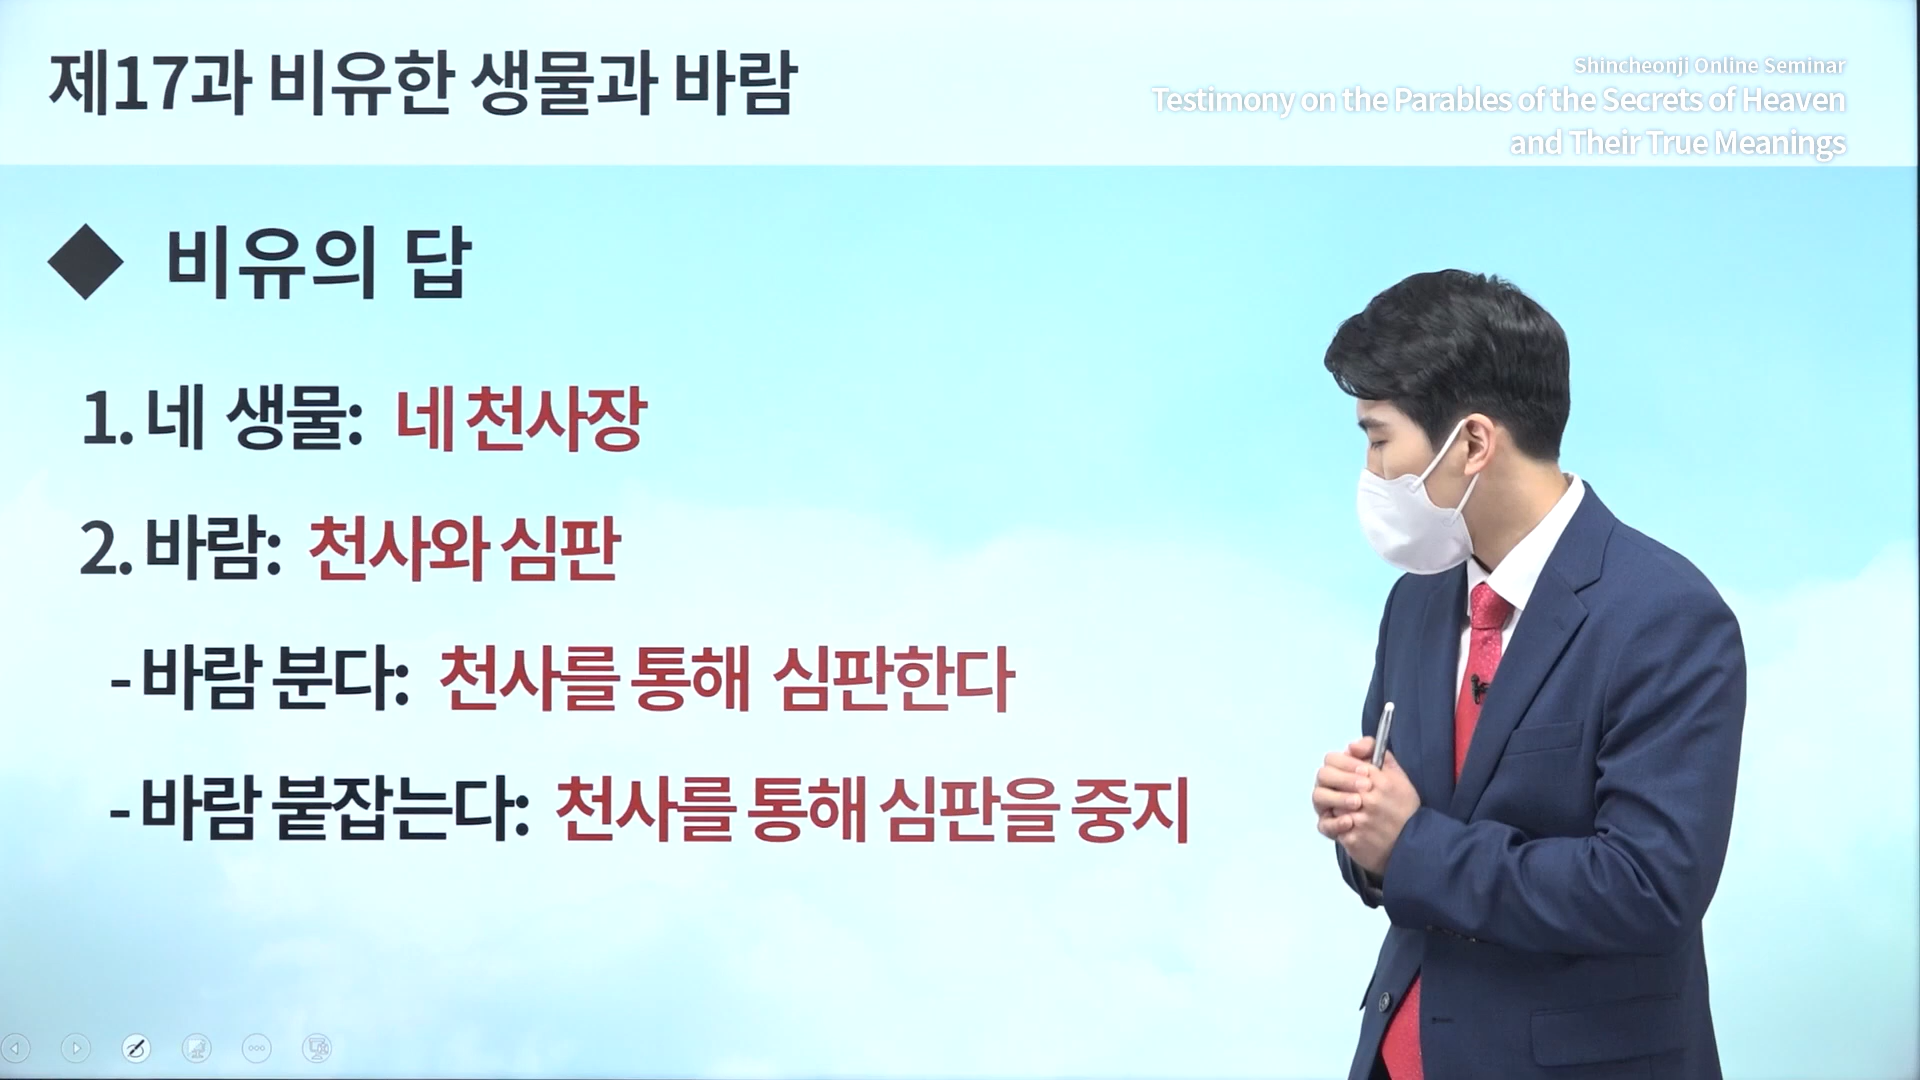 제17과 비유한 생물과 바람
Shincheonji Online Seminar
Testimony on the Parables of the Secrets of Heaven
and Their True Meanings
◆ 비유의 답
1. 네 생물: 네 천사장
2. 바람: 천사와 심판
- 바람 분다: 천사를 통해 심판한다
- 바람 붙잡는다: 천사를 통해 심판을 중지